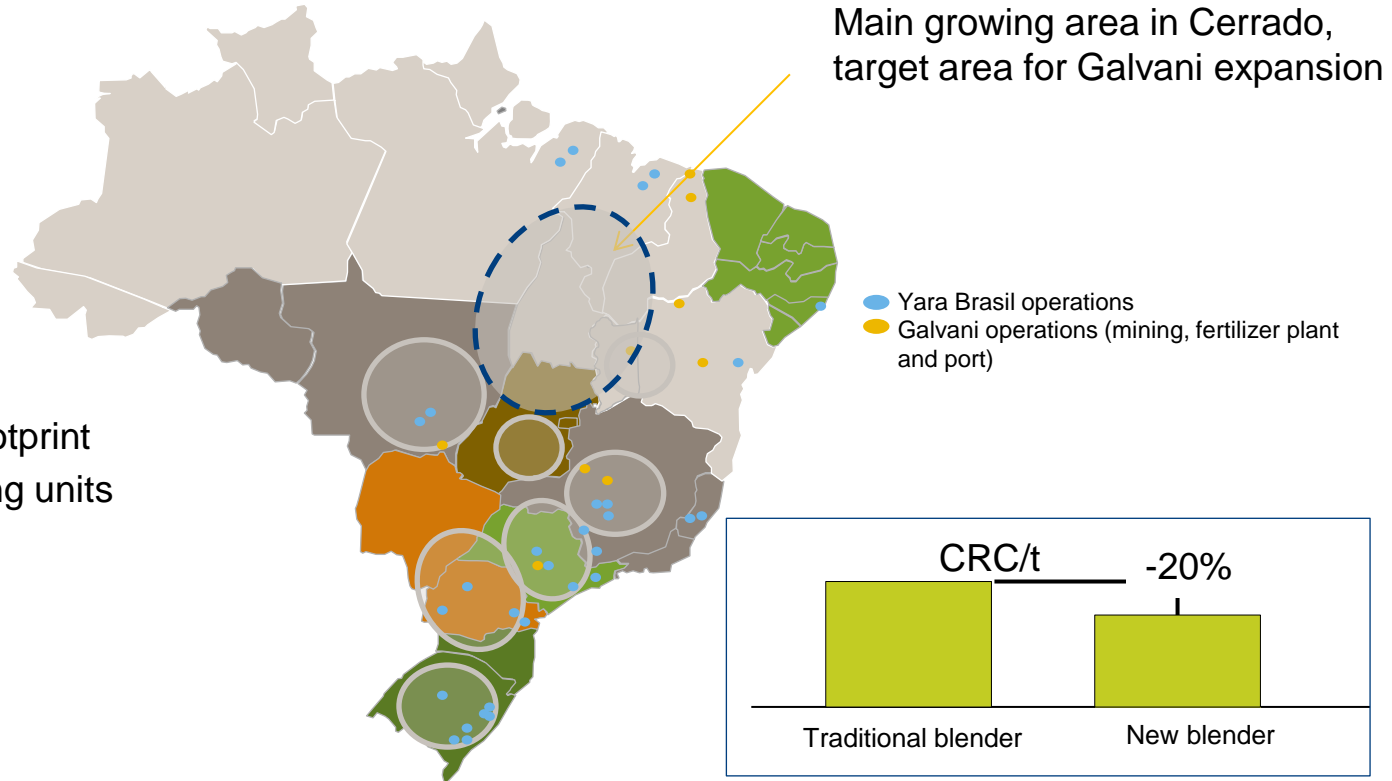 Main growing area in Cerrado,
target area for Galvani expansion
Yara Brasil operations
Galvani operations (mining, fertilizer plant
and port)
units
CRC/t
-20%
Traditional blender
New blender